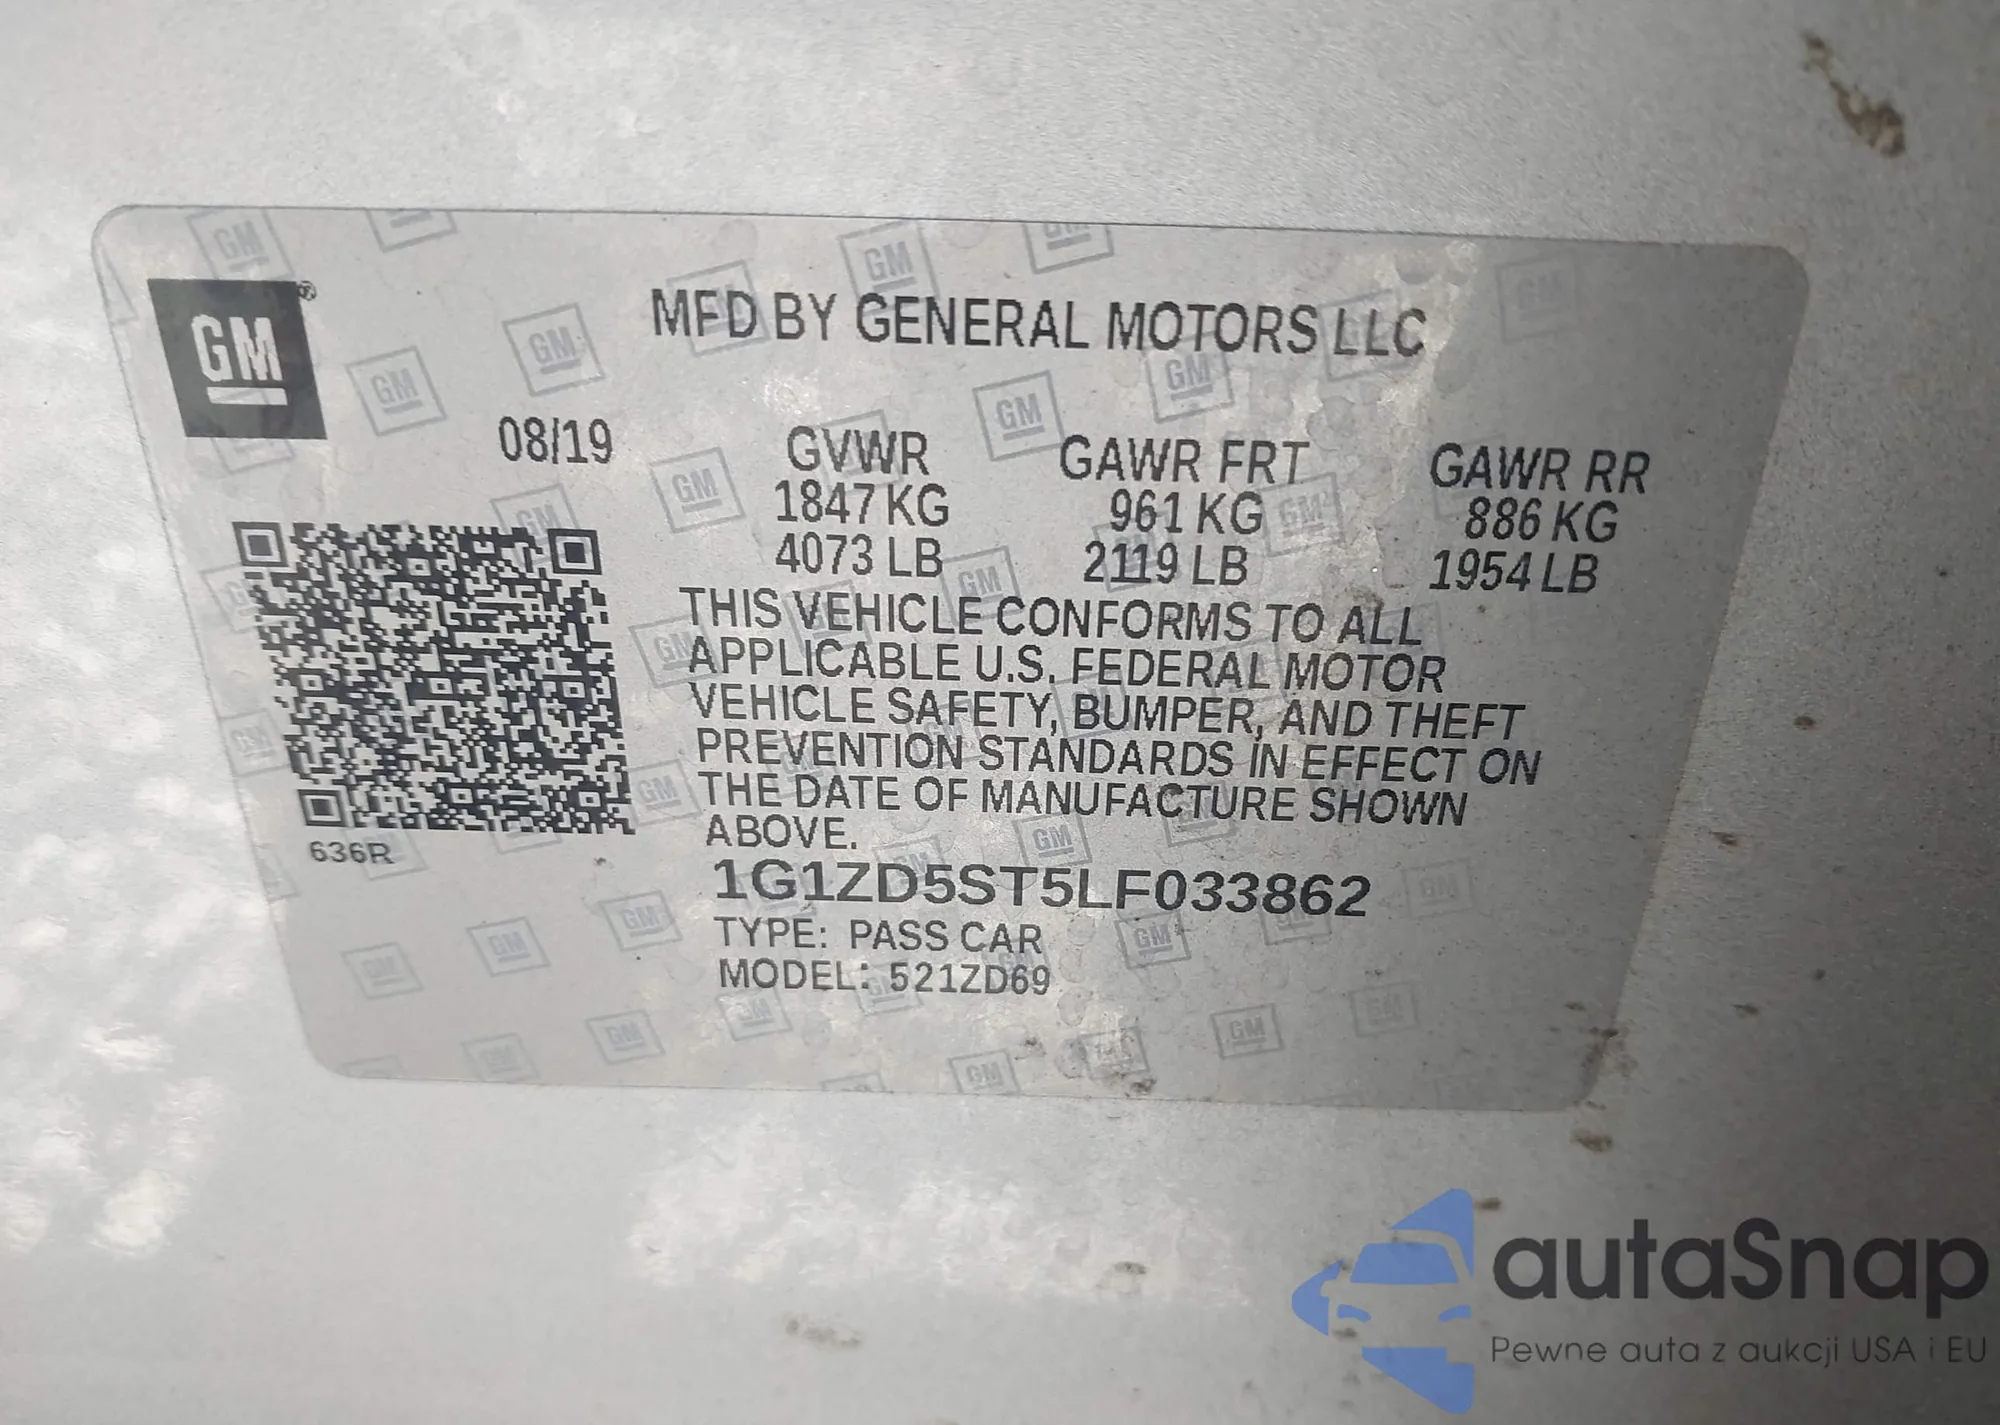 GM
MFD BY GENERAL MOTORS LLC
08/19
GVWR
1847 KG
4073 LB
GAWR FRT
961 KG
2119 LB
GAWR RR
886 KG
1954 LB
THIS VEHICLE CONFORMS TO ALL
APPLICABLE U.S. FEDERAL MOTOR
VEHICLE SAFETY, BUMPER, AND THEFT
PREVENTION STANDARDS IN EFFECT ON
THE DATE OF MANUFACTURE SHOWN
ABOVE.
636R
1G1ZD5ST5LF033862
TYPE: PASS CAR
MODEL: 521ZD69
autaSnap
Pewne auta z aukcji USA i EU